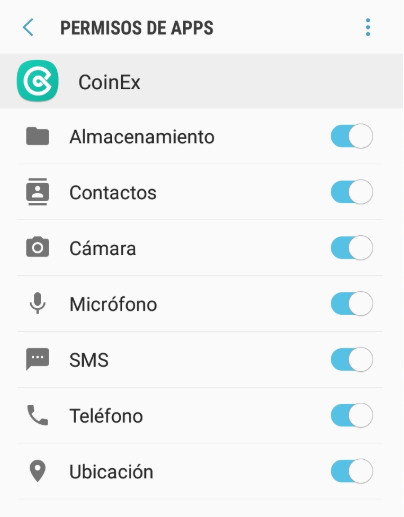 PERMISOS DE APPS
CoinEx
Almacenamiento
Contactos
Cámara
Micrófono
SMS
Teléfono
Ubicación